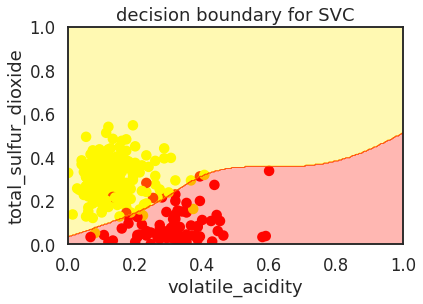 decision boundary for SVC
1.0
0.8
0.6
0.4
0.2
0.0
total_sulfur_dioxide
0.0 0.2 0.4 0.6 0.8 1.0
volatile_acidity